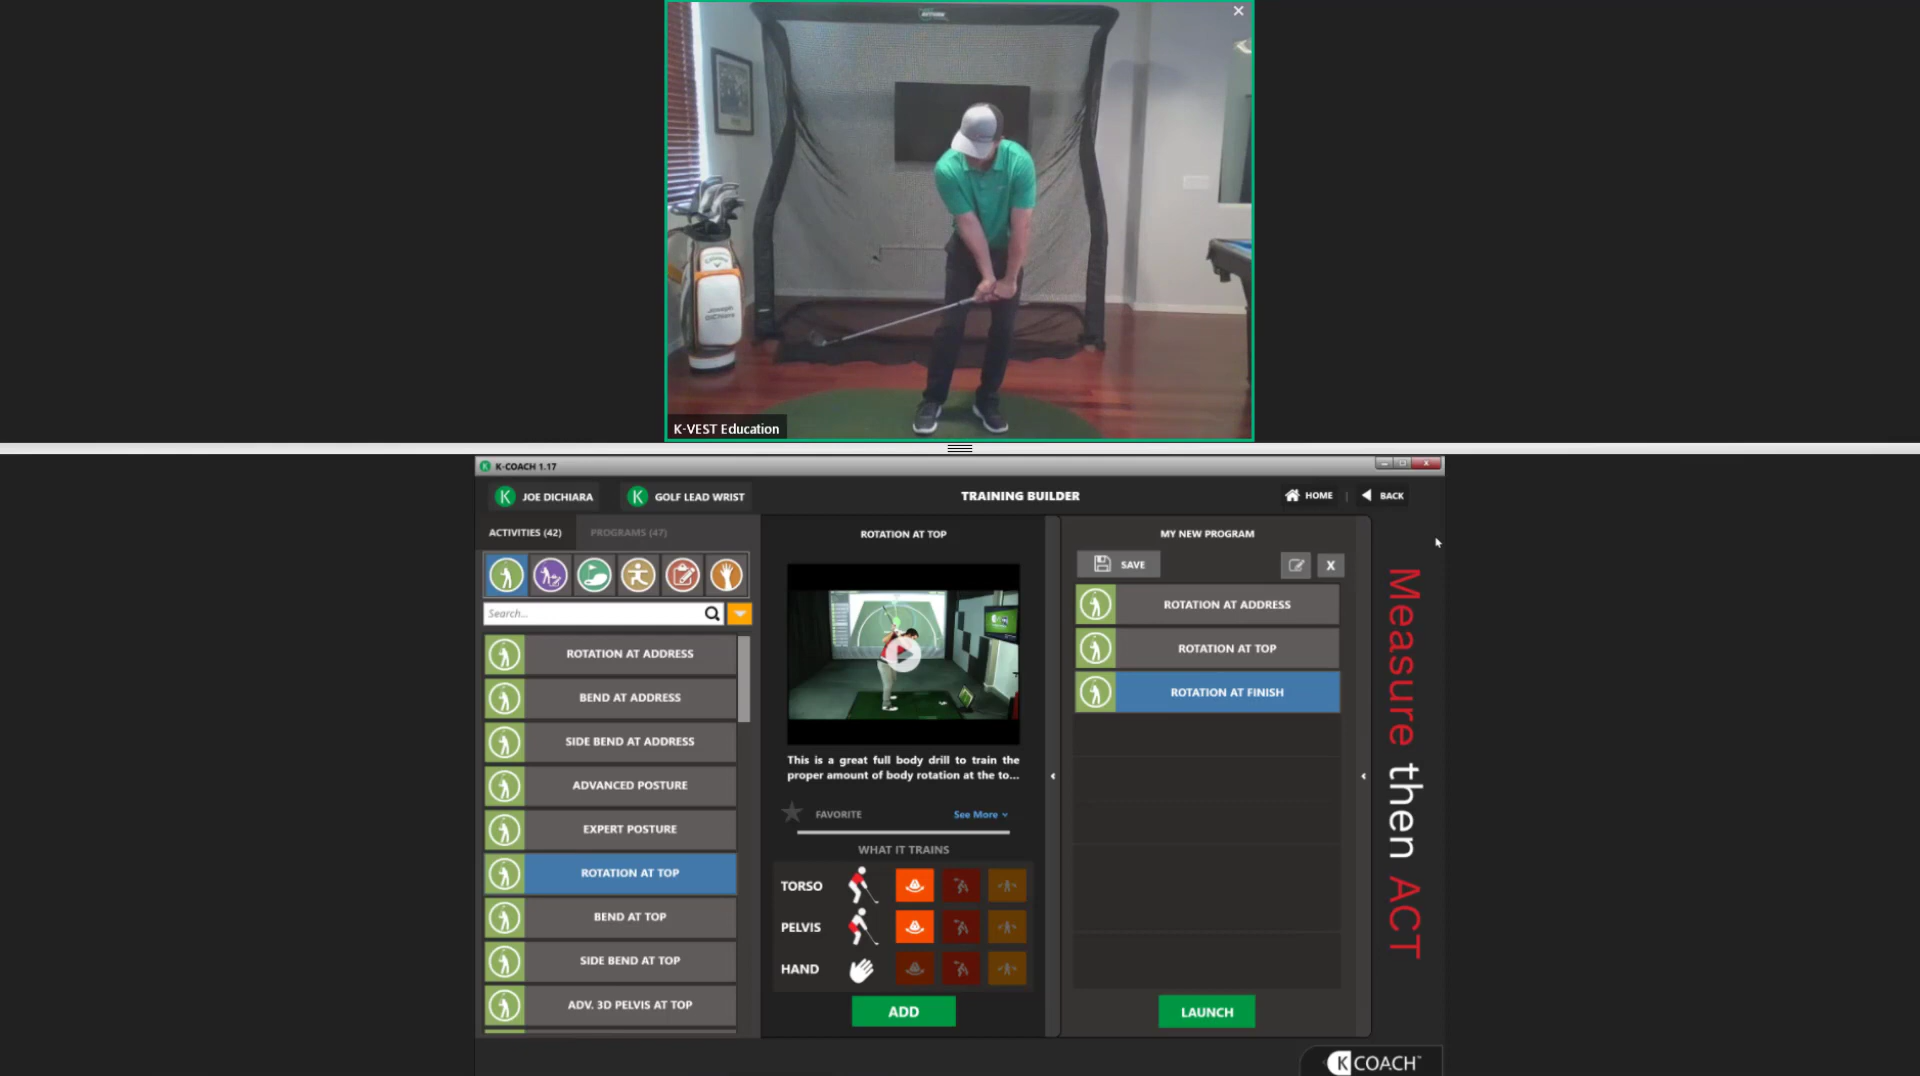 K-VEST Education
K-COACH 1.17
JOE DICHIARA
GOLF LEAD WRIST
TRAINING BUILDER
HOME
BACK
ACTIVITIES (42)
PROGRAMS (47)
Search...
ROTATION AT ADDRESS
BEND AT ADDRESS
SIDE BEND AT ADDRESS
ADVANCED POSTURE
EXPERT POSTURE
ROTATION AT TOP
BEND AT TOP
SIDE BEND AT TOP
ADV. 3D PELVIS AT TOP
ROTATION AT TOP
This is a great full body drill to train the
proper amount of body rotation at the to...
FAVORITE
See More
WHAT IT TRAINS
TORSO
PELVIS
HAND
ADD
MY NEW PROGRAM
SAVE
X
ROTATION AT ADDRESS
ROTATION AT TOP
ROTATION AT FINISH
LAUNCH
Measure then ACT
K COACH™